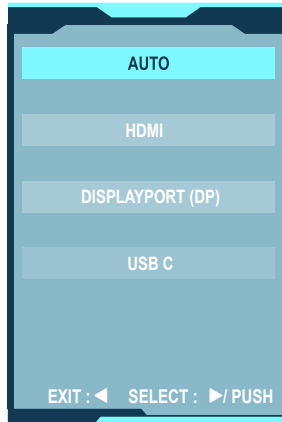 AUTO
HDMI
DISPLAYPORT (DP)
USB C
EXIT : ◀ SELECT : ▶/ PUSH